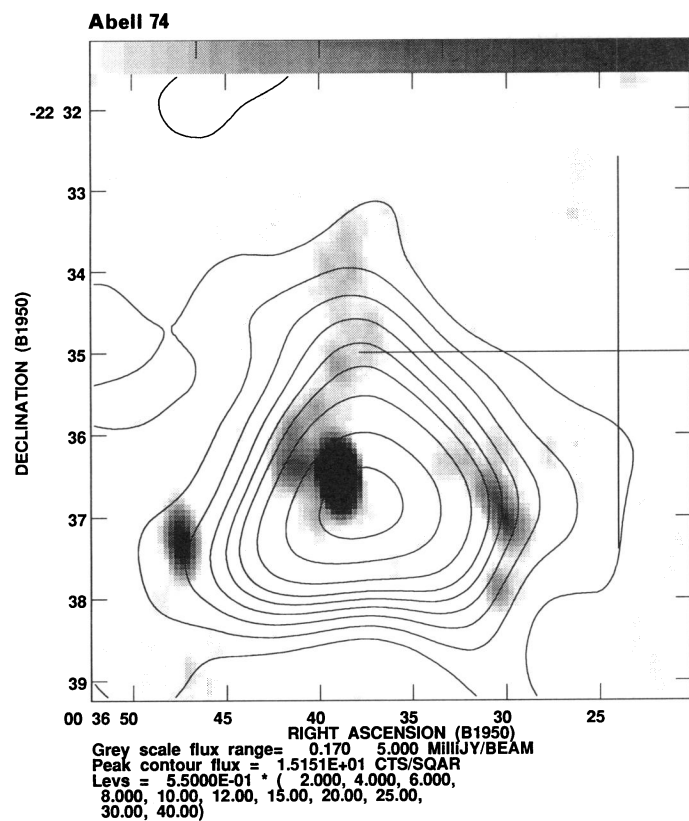 Abell 74
-22 32
33
34
35
36
37
38
39
DECLINATION (B1950)
00 36 50 45 40 35 30 25
RIGHT ASCENSION (B1950)
Grey scale flux range= 0.170 5.000 MilliJY/BEAM
Peak contour flux = 1.5151E+01 CTS/SQAR
Levs = 5.5000E-01 * ( 2.000, 4.000, 6.000,
8.000, 10.00, 12.00, 15.00, 20.00, 25.00,
30.00, 40.00)